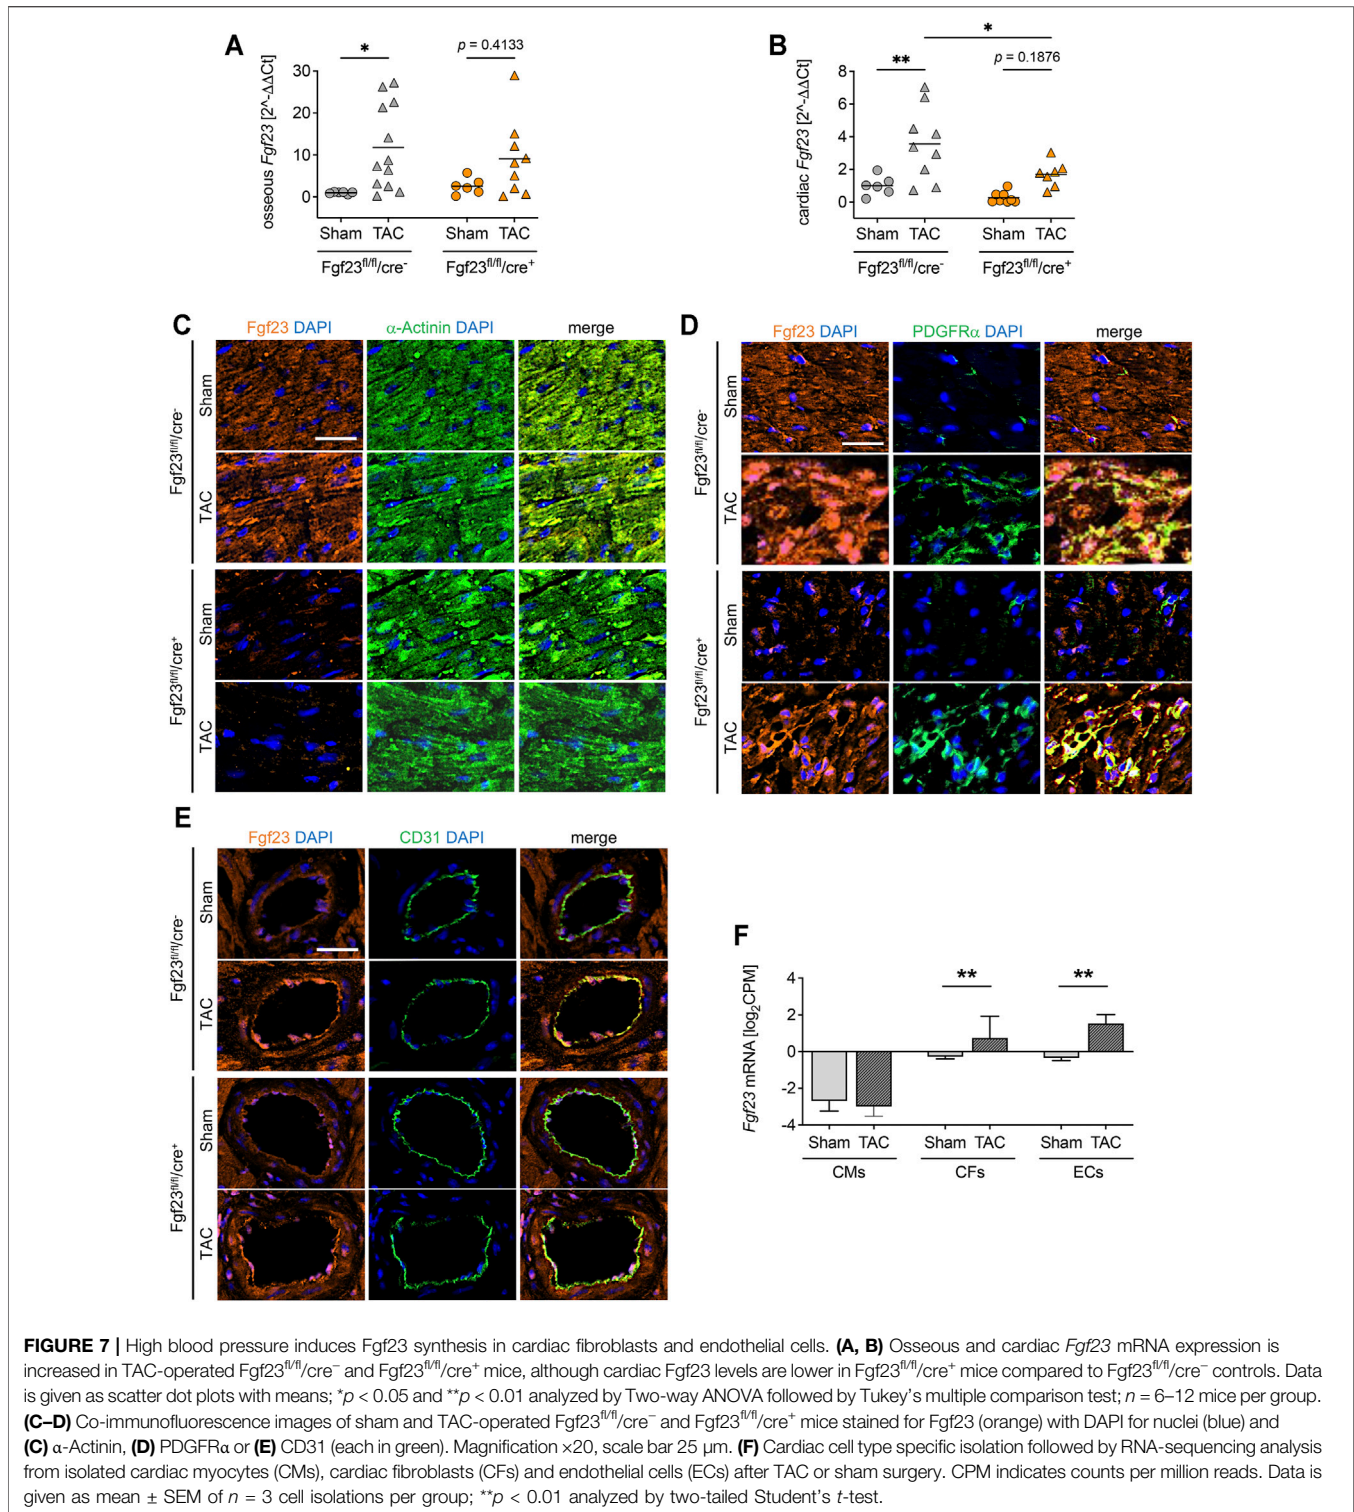 A
*
p = 0.4133
osseous Fgf23 [2^-ΔΔCt]
30
20
10
0
Sham TAC Sham TAC
Fgf23fl/fl/cre- Fgf23fl/fl/cre+
B
*
**
p = 0.1876
cardiac Fgf23 [2^-ΔΔCt]
8
6
4
2
0
Sham TAC Sham TAC
Fgf23fl/fl/cre- Fgf23fl/fl/cre+
C
Fgf23 DAPI α-Actinin DAPI merge
Fgf23fl/fl/cre-
Sham
TAC
Fgf23fl/fl/cre+
Sham
TAC
D
Fgf23 DAPI PDGFRα DAPI merge
Fgf23fl/fl/cre-
Sham
TAC
Fgf23fl/fl/cre+
Sham
TAC
E
Fgf23 DAPI CD31 DAPI merge
Fgf23fl/fl/cre-
Sham
TAC
Fgf23fl/fl/cre+
Sham
TAC
F
Fgf23 mRNA [log2CPM]
4
2
0
-2
-4
** **
Sham TAC Sham TAC Sham TAC
CMs CFs ECs
FIGURE 7 | High blood pressure induces Fgf23 synthesis in cardiac fibroblasts and endothelial cells. (A, B) Osseous and cardiac Fgf23 mRNA expression is
increased in TAC-operated Fgf23fl/fl/cre− and Fgf23fl/fl/cre+ mice, although cardiac Fgf23 levels are lower in Fgf23fl/fl/cre+ mice compared to Fgf23fl/fl/cre− controls. Data
is given as scatter dot plots with means; *p < 0.05 and **p < 0.01 analyzed by Two-way ANOVA followed by Tukey's multiple comparison test; n = 6–12 mice per group.
(C–D) Co-immunofluorescence images of sham and TAC-operated Fgf23fl/fl/cre− and Fgf23fl/fl/cre+ mice stained for Fgf23 (orange) with DAPI for nuclei (blue) and
(C) α-Actinin, (D) PDGFRα or (E) CD31 (each in green). Magnification ×20, scale bar 25 μm. (F) Cardiac cell type specific isolation followed by RNA-sequencing analysis
from isolated cardiac myocytes (CMs), cardiac fibroblasts (CFs) and endothelial cells (ECs) after TAC or sham surgery. CPM indicates counts per million reads. Data is
given as mean ± SEM of n = 3 cell isolations per group; **p < 0.01 analyzed by two-tailed Student's t-test.